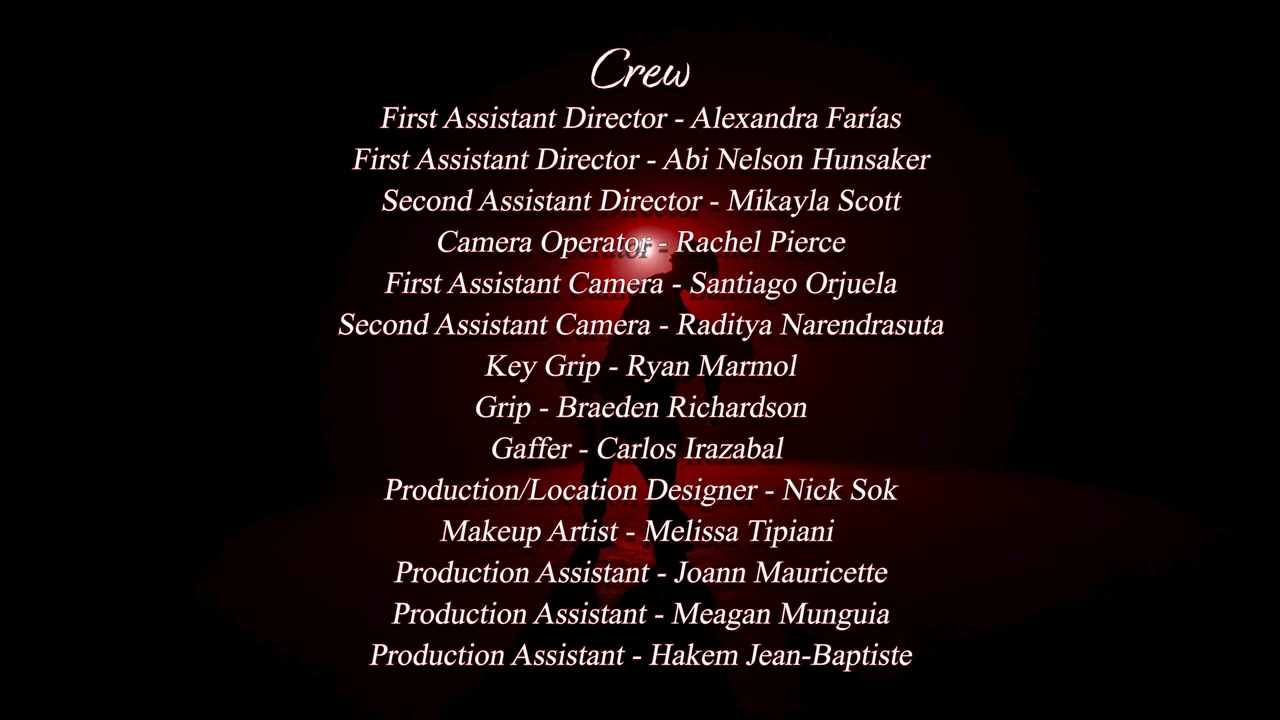 Crew
First Assistant Director - Alexandra Farías
First Assistant Director - Abi Nelson Hunsaker
Second Assistant Director - Mikayla Scott
Camera Operator - Rachel Pierce
First Assistant Camera - Santiago Orjuela
Second Assistant Camera - Raditya Narendrasuta
Key Grip - Ryan Marmol
Grip - Braeden Richardson
Gaffer - Carlos Irazabal
Production/Location Designer - Nick Sok
Makeup Artist - Melissa Tipiani
Production Assistant - Joann Mauricette
Production Assistant - Meagan Munguia
Production Assistant - Hakem Jean-Baptiste